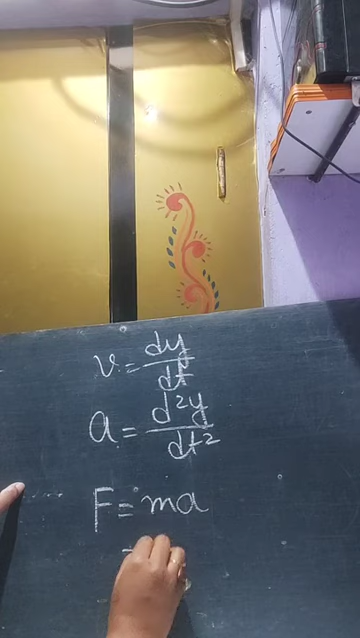 v = dy/dt
a = d²y/dt²
F = ma
=